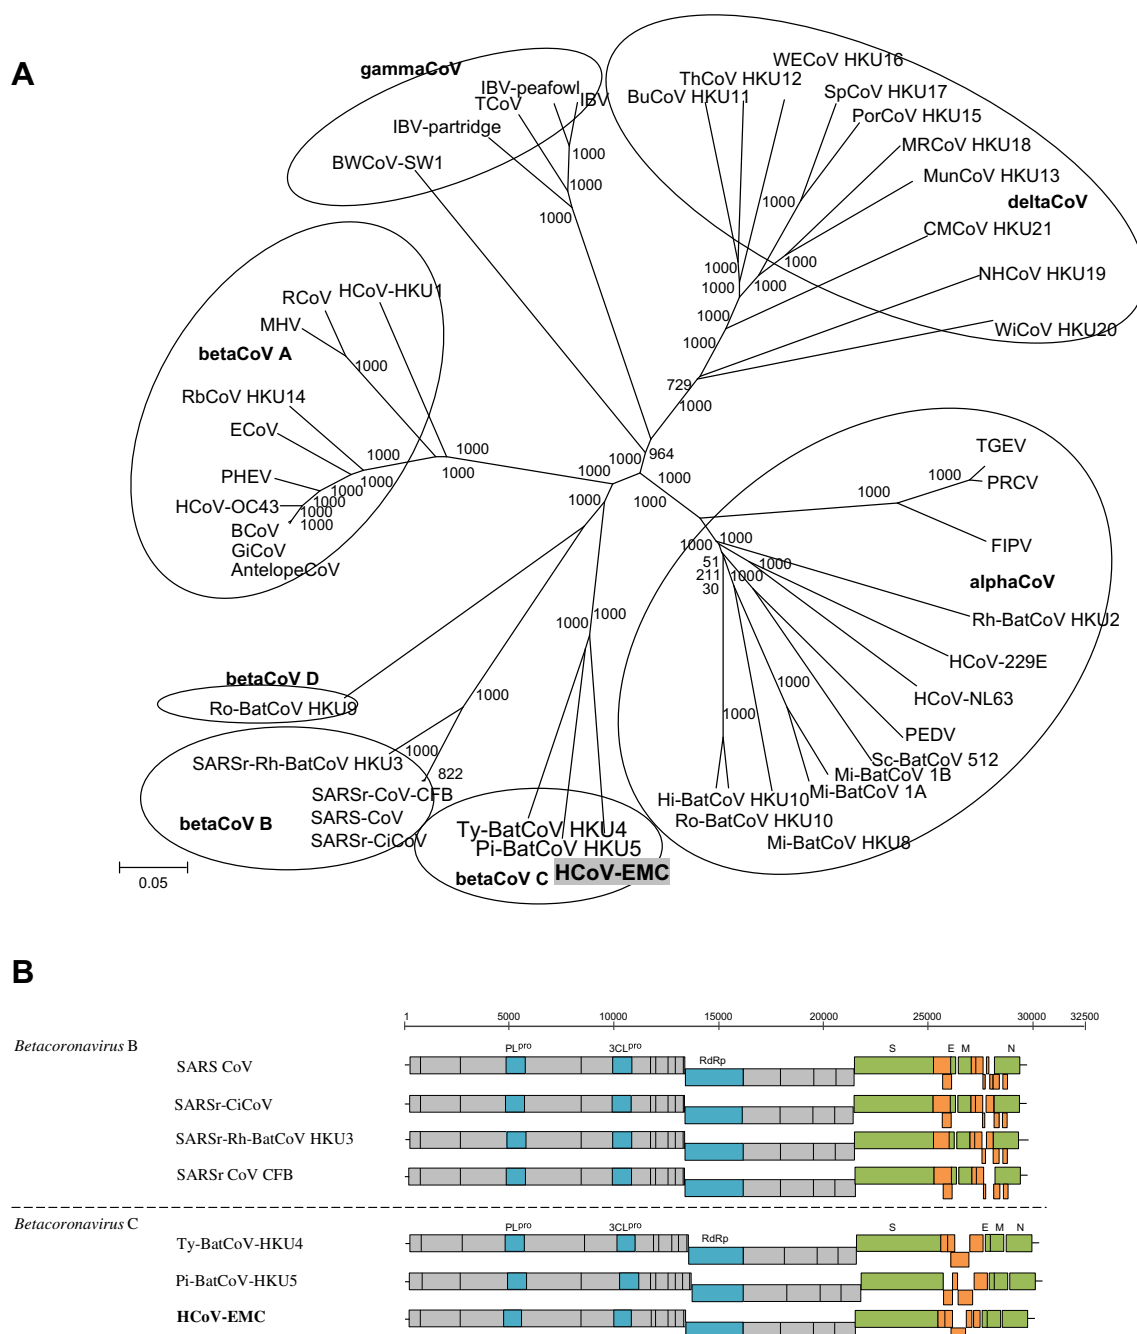 A
gammaCoV
IBV-peafowl
TCoV
IBV
IBV-partridge
BWCoV-SW1
1000
1000
1000
WECoV HKU16
ThCoV HKU12
BuCoV HKU11
SpCoV HKU17
PorCoV HKU15
MRCoV HKU18
MunCoV HKU13
deltaCoV
CMCoV HKU21
NHCoV HKU19
WiCoV HKU20
1000
1000
1000
1000
1000
1000
1000
729
1000
HCoV-HKU1
RCoV
MHV
betaCoV A
1000
RbCoV HKU14
ECoV
PHEV
HCoV-OC43
BCoV
GiCoV
AntelopeCoV
1000
1000
1000
1000
1000
1000
1000
1000
1000
1000
964
1000
1000
1000
TGEV
PRCV
FIPV
alphaCoV
Rh-BatCoV HKU2
HCoV-229E
HCoV-NL63
PEDV
Sc-BatCoV 512
Mi-BatCoV 1B
Mi-BatCoV 1A
Hi-BatCoV HKU10
Ro-BatCoV HKU10
Mi-BatCoV HKU8
1000
1000
1000
1000
1000
51
211
30
1000
1000
1000
betaCoV D
Ro-BatCoV HKU9
1000
1000
1000
SARSr-Rh-BatCoV HKU3
1000
822
SARSr-CoV-CFB
SARS-CoV
SARSr-CiCoV
betaCoV B
Ty-BatCoV HKU4
Pi-BatCoV HKU5
betaCoV C HCoV-EMC
0.05
B
1 5000 10000 15000 20000 25000 30000 32500
Betacoronavirus B
PLpro 3CLpro RdRp S E M N
SARS CoV
SARSr-CiCoV
SARSr-Rh-BatCoV HKU3
SARSr CoV CFB
Betacoronavirus C
PLpro 3CLpro RdRp S E M N
Ty-BatCoV-HKU4
Pi-BatCoV-HKU5
HCoV-EMC